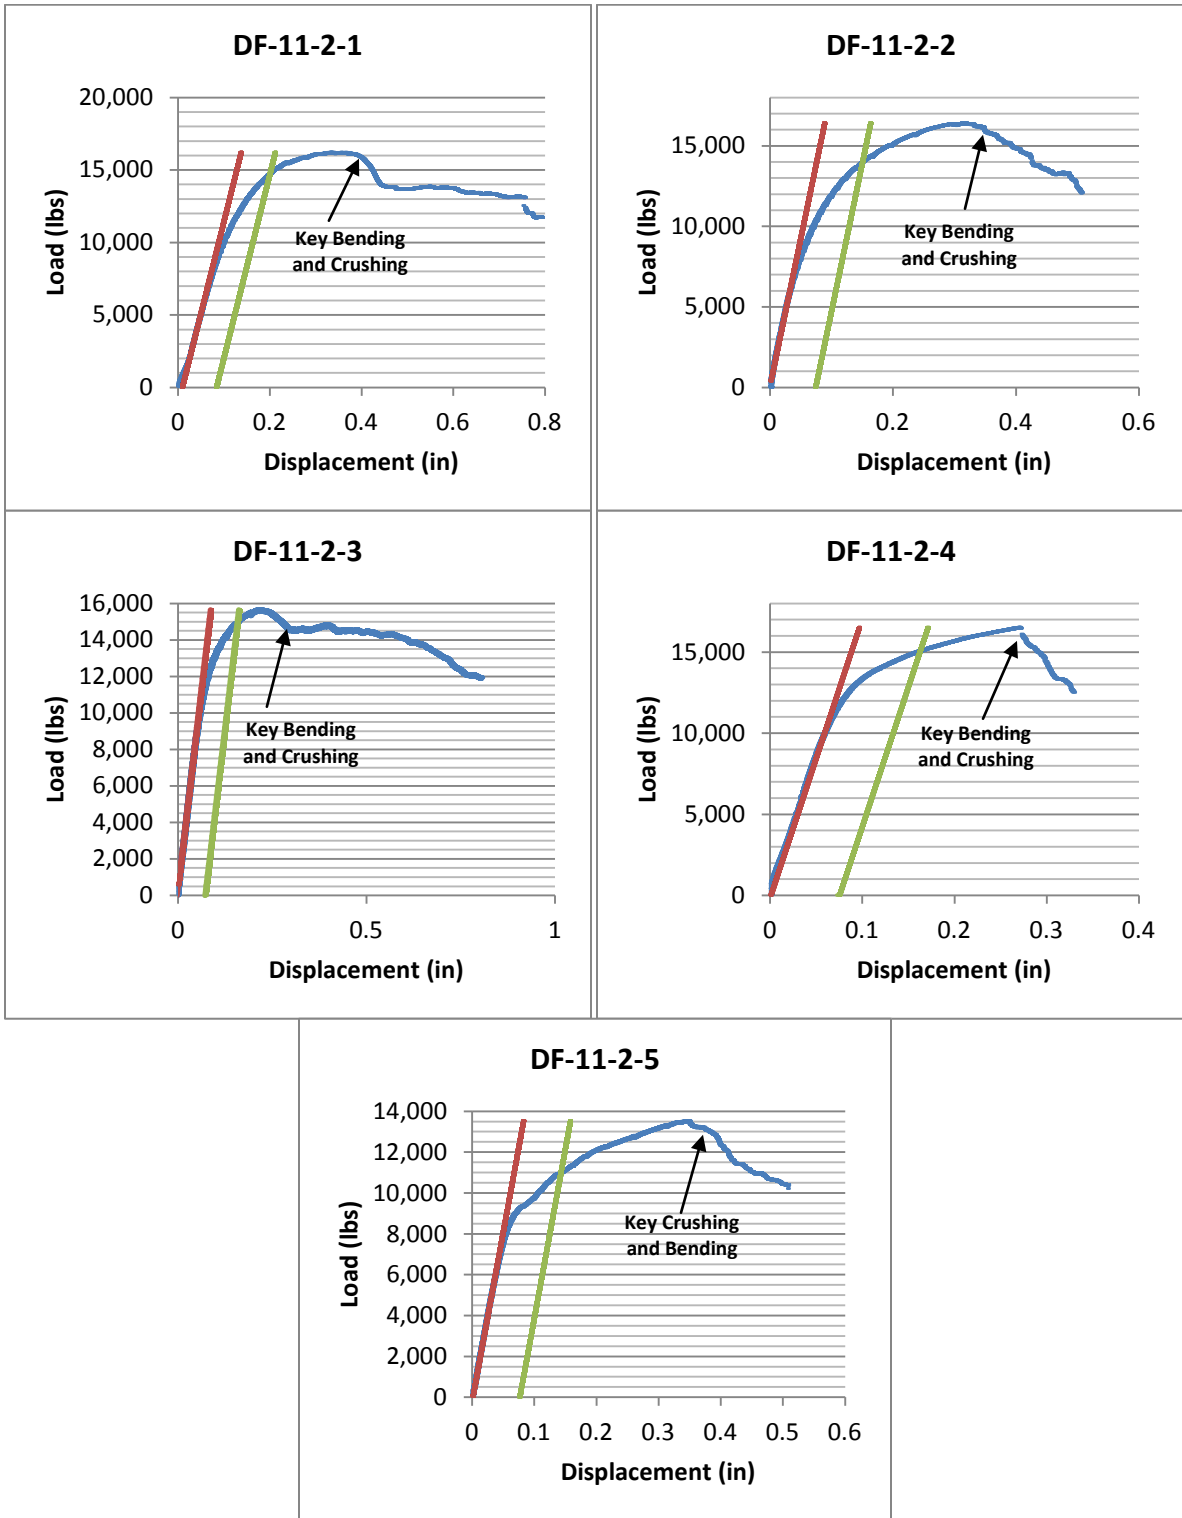 DF-11-2-1
20,000
15,000
10,000
5,000
0
Load (lbs)
Key Bending
and Crushing
0 0.2 0.4 0.6 0.8
Displacement (in)
DF-11-2-2
15,000
10,000
5,000
0
Load (lbs)
Key Bending
and Crushing
0 0.2 0.4 0.6
Displacement (in)
DF-11-2-3
16,000
14,000
12,000
10,000
8,000
6,000
4,000
2,000
0
Load (lbs)
Key Bending
and Crushing
0 0.5 1
Displacement (in)
DF-11-2-4
15,000
10,000
5,000
0
Load (lbs)
Key Bending
and Crushing
0 0.1 0.2 0.3 0.4
Displacement (in)
DF-11-2-5
14,000
12,000
10,000
8,000
6,000
4,000
2,000
0
Load (lbs)
Key Crushing
and Bending
0 0.1 0.2 0.3 0.4 0.5 0.6
Displacement (in)